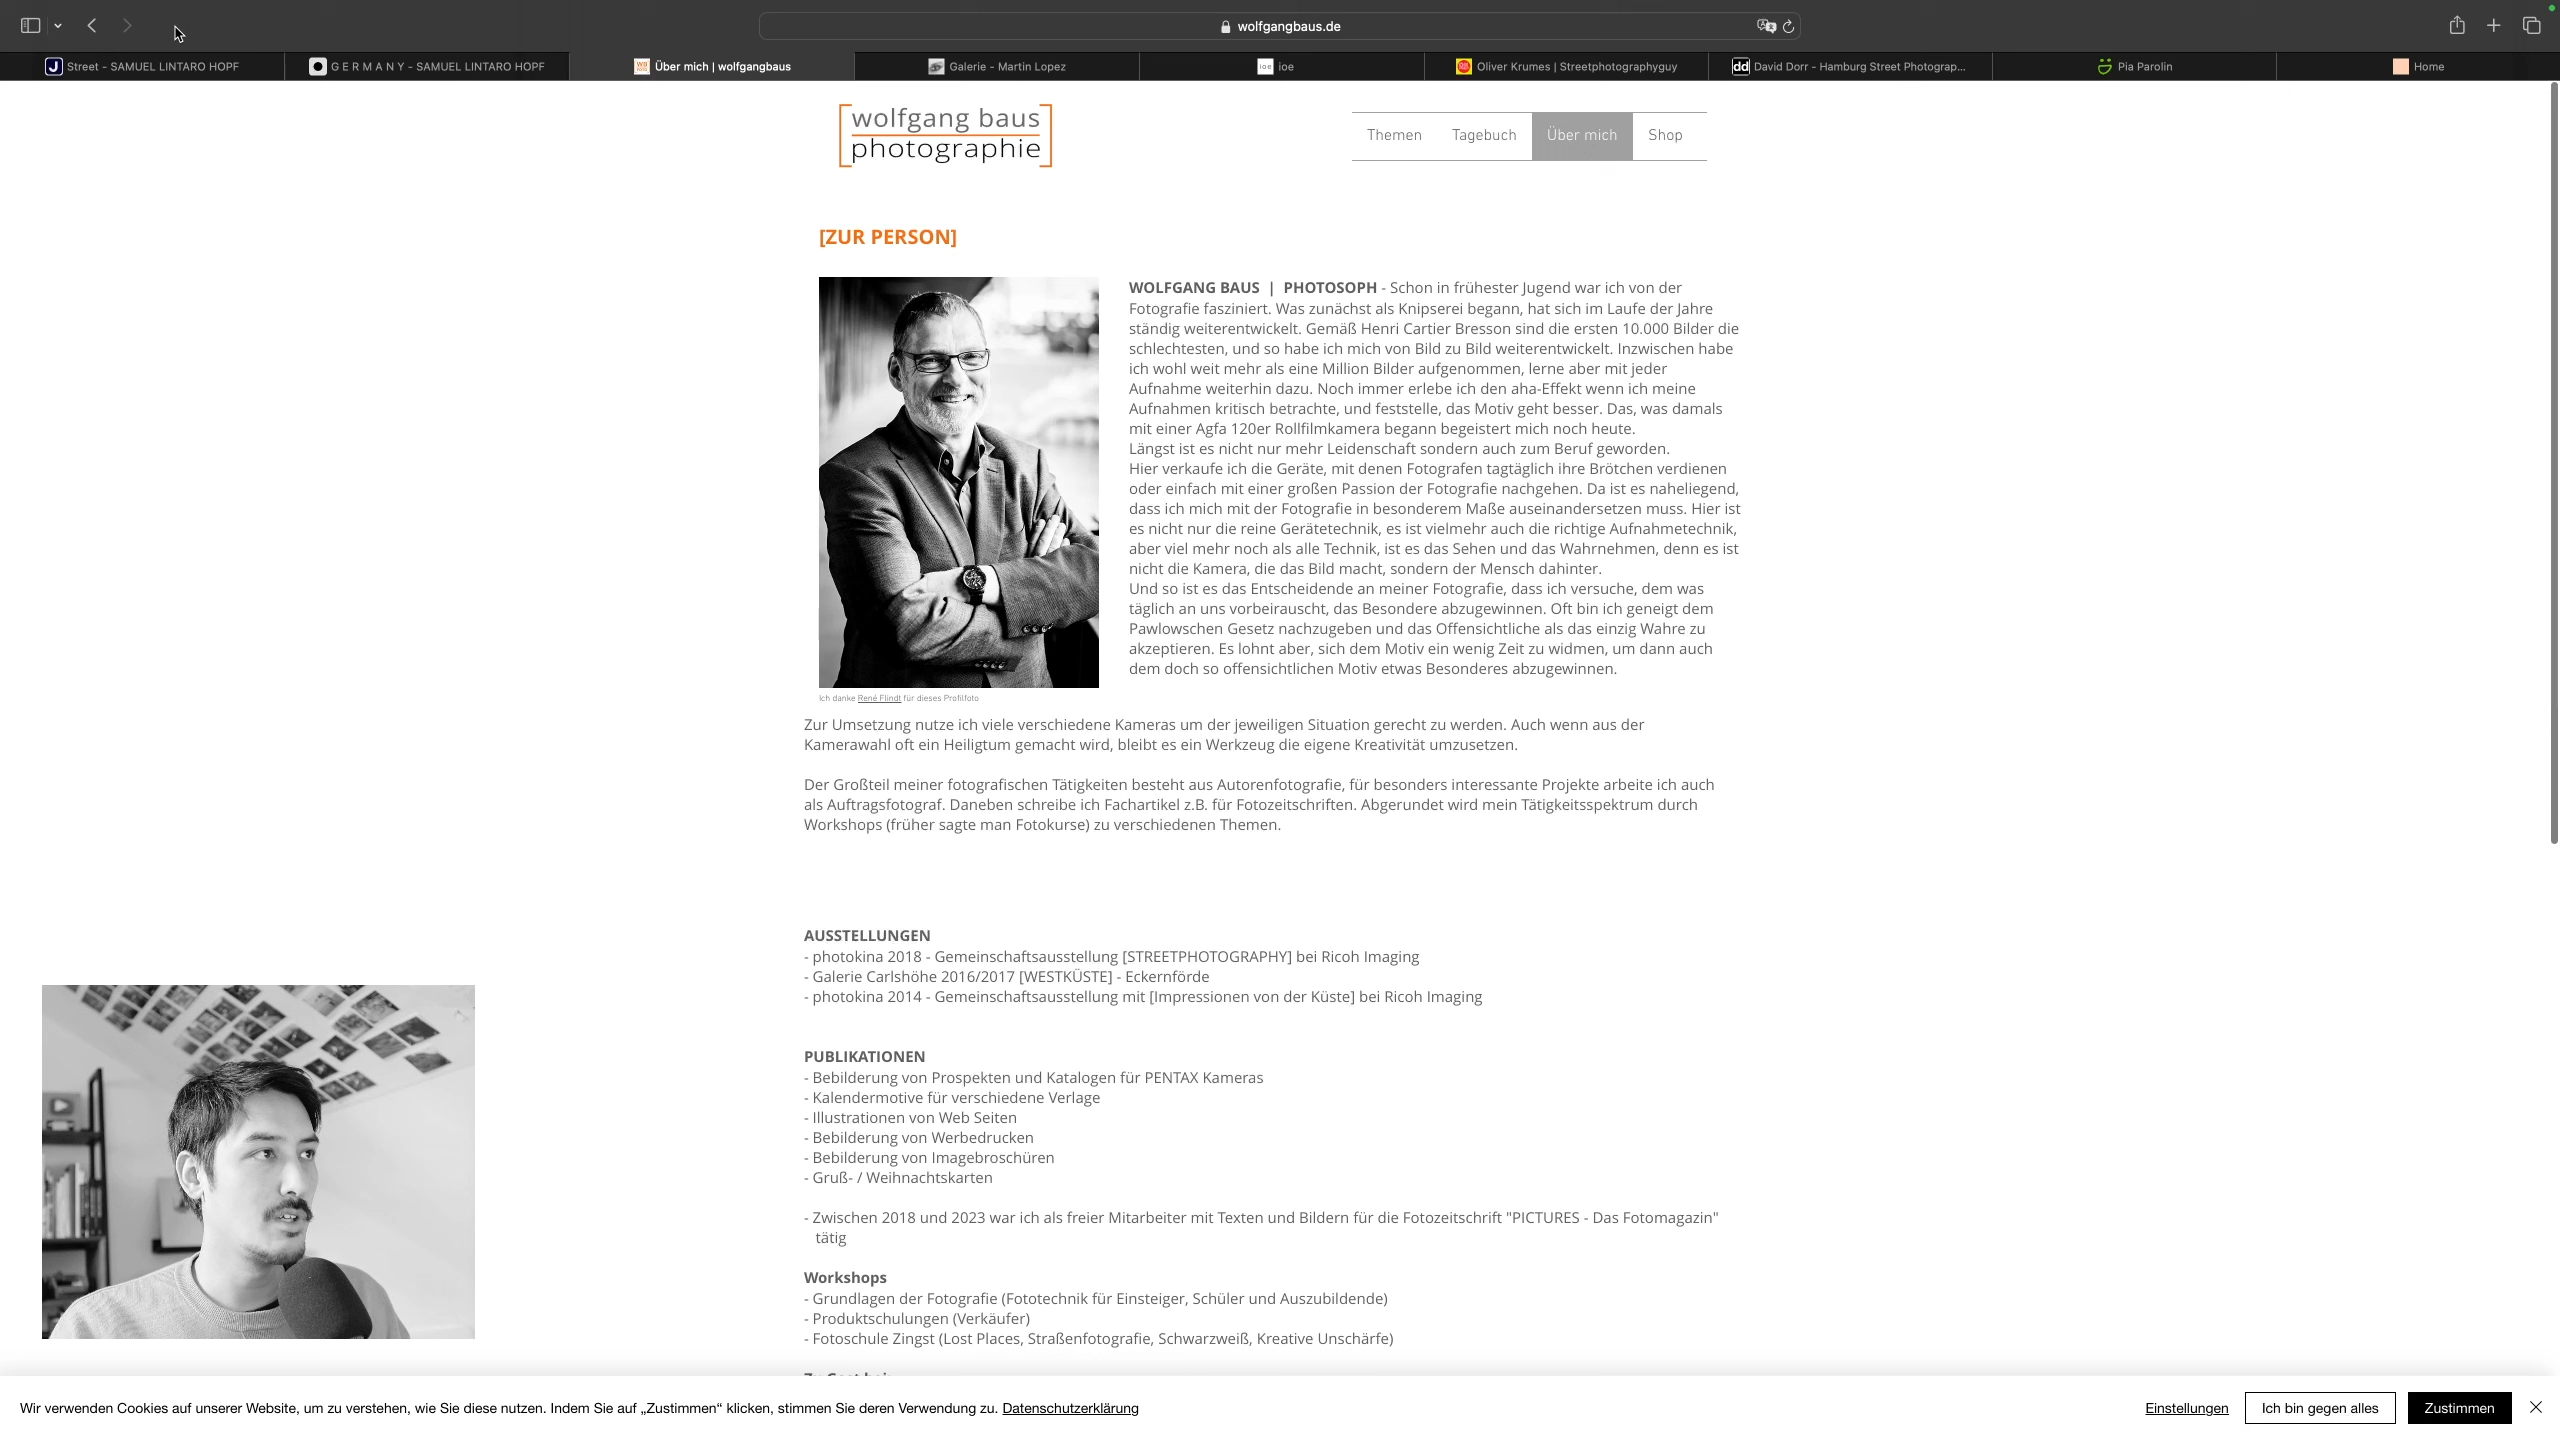 wolfgangbaus.de
Street - SAMUEL LINTARO HOPF
G E R M A N Y - SAMUEL LINTARO HOPF
Über mich | wolfgangbaus
Galerie - Martin Lopez
ioe
ioe
Oliver Krumes | Streetphotographyguy
dd
David Dorr - Hamburg Street Photograp...
Pia Parolin
Home
wolfgang baus
photographie
Themen
Tagebuch
Über mich
Shop
[ZUR PERSON]
WOLFGANG BAUS | PHOTOSOPH - Schon in frühester Jugend war ich von der
Fotografie fasziniert. Was zunächst als Knipserei begann, hat sich im Laufe der Jahre
ständig weiterentwickelt. Gemäß Henri Cartier Bresson sind die ersten 10.000 Bilder die
schlechtesten, und so habe ich mich von Bild zu Bild weiterentwickelt. Inzwischen habe
ich wohl weit mehr als eine Million Bilder aufgenommen, lerne aber mit jeder
Aufnahme weiterhin dazu. Noch immer erlebe ich den aha-Effekt wenn ich meine
Aufnahmen kritisch betrachte, und feststelle, das Motiv geht besser. Das, was damals
mit einer Agfa 120er Rollfilmkamera begann begeistert mich noch heute.
Längst ist es nicht nur mehr Leidenschaft sondern auch zum Beruf geworden.
Hier verkaufe ich die Geräte, mit denen Fotografen tagtäglich ihre Brötchen verdienen
oder einfach mit einer großen Passion der Fotografie nachgehen. Da ist es naheliegend,
dass ich mich mit der Fotografie in besonderem Maße auseinandersetzen muss. Hier ist
es nicht nur die reine Gerätetechnik, es ist vielmehr auch die richtige Aufnahmetechnik,
aber viel mehr noch als alle Technik, ist es das Sehen und das Wahrnehmen, denn es ist
nicht die Kamera, die das Bild macht, sondern der Mensch dahinter.
Und so ist es das Entscheidende an meiner Fotografie, dass ich versuche, dem was
täglich an uns vorbeirauscht, das Besondere abzugewinnen. Oft bin ich geneigt dem
Pawlowschen Gesetz nachzugeben und das Offensichtliche als das einzig Wahre zu
akzeptieren. Es lohnt aber, sich dem Motiv ein wenig Zeit zu widmen, um dann auch
dem doch so offensichtlichen Motiv etwas Besonderes abzugewinnen.
Ich danke René Flindt für dieses Profilfoto
Zur Umsetzung nutze ich viele verschiedene Kameras um der jeweiligen Situation gerecht zu werden. Auch wenn aus der
Kamerawahl oft ein Heiligtum gemacht wird, bleibt es ein Werkzeug die eigene Kreativität umzusetzen.
Der Großteil meiner fotografischen Tätigkeiten besteht aus Autorenfotografie, für besonders interessante Projekte arbeite ich auch
als Auftragsfotograf. Daneben schreibe ich Fachartikel z.B. für Fotozeitschriften. Abgerundet wird mein Tätigkeitsspektrum durch
Workshops (früher sagte man Fotokurse) zu verschiedenen Themen.
AUSSTELLUNGEN
- photokina 2018 - Gemeinschaftsausstellung [STREETPHOTOGRAPHY] bei Ricoh Imaging
- Galerie Carlshöhe 2016/2017 [WESTKÜSTE] - Eckernförde
- photokina 2014 - Gemeinschaftsausstellung mit [Impressionen von der Küste] bei Ricoh Imaging
PUBLIKATIONEN
- Bebilderung von Prospekten und Katalogen für PENTAX Kameras
- Kalendermotive für verschiedene Verlage
- Illustrationen von Web Seiten
- Bebilderung von Werbedrucken
- Bebilderung von Imagebroschüren
- Gruß- / Weihnachtskarten
- Zwischen 2018 und 2023 war ich als freier Mitarbeiter mit Texten und Bildern für die Fotozeitschrift "PICTURES - Das Fotomagazin"
tätig
Workshops
- Grundlagen der Fotografie (Fototechnik für Einsteiger, Schüler und Auszubildende)
- Produktschulungen (Verkäufer)
- Fotoschule Zingst (Lost Places, Straßenfotografie, Schwarzweiß, Kreative Unschärfe)
Wir verwenden Cookies auf unserer Website, um zu verstehen, wie Sie diese nutzen. Indem Sie auf „Zustimmen“ klicken, stimmen Sie deren Verwendung zu. Datenschutzerklärung
Einstellungen
Ich bin gegen alles
Zustimmen